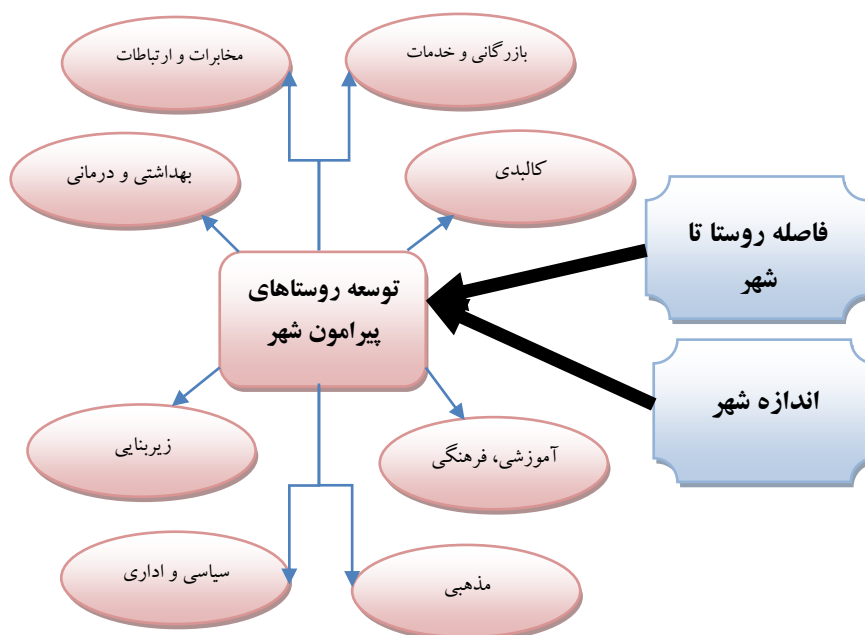 بازرگانی و خدمات
مخابرات و ارتباطات
کالبدی
بهداشتی و درمانی
فاصله روستا تا
شهر
توسعه روستاهای
پیرامون شهر
اندازه شهر
آموزشی، فرهنگی
زیربنایی
مذهبی
سیاسی و اداری